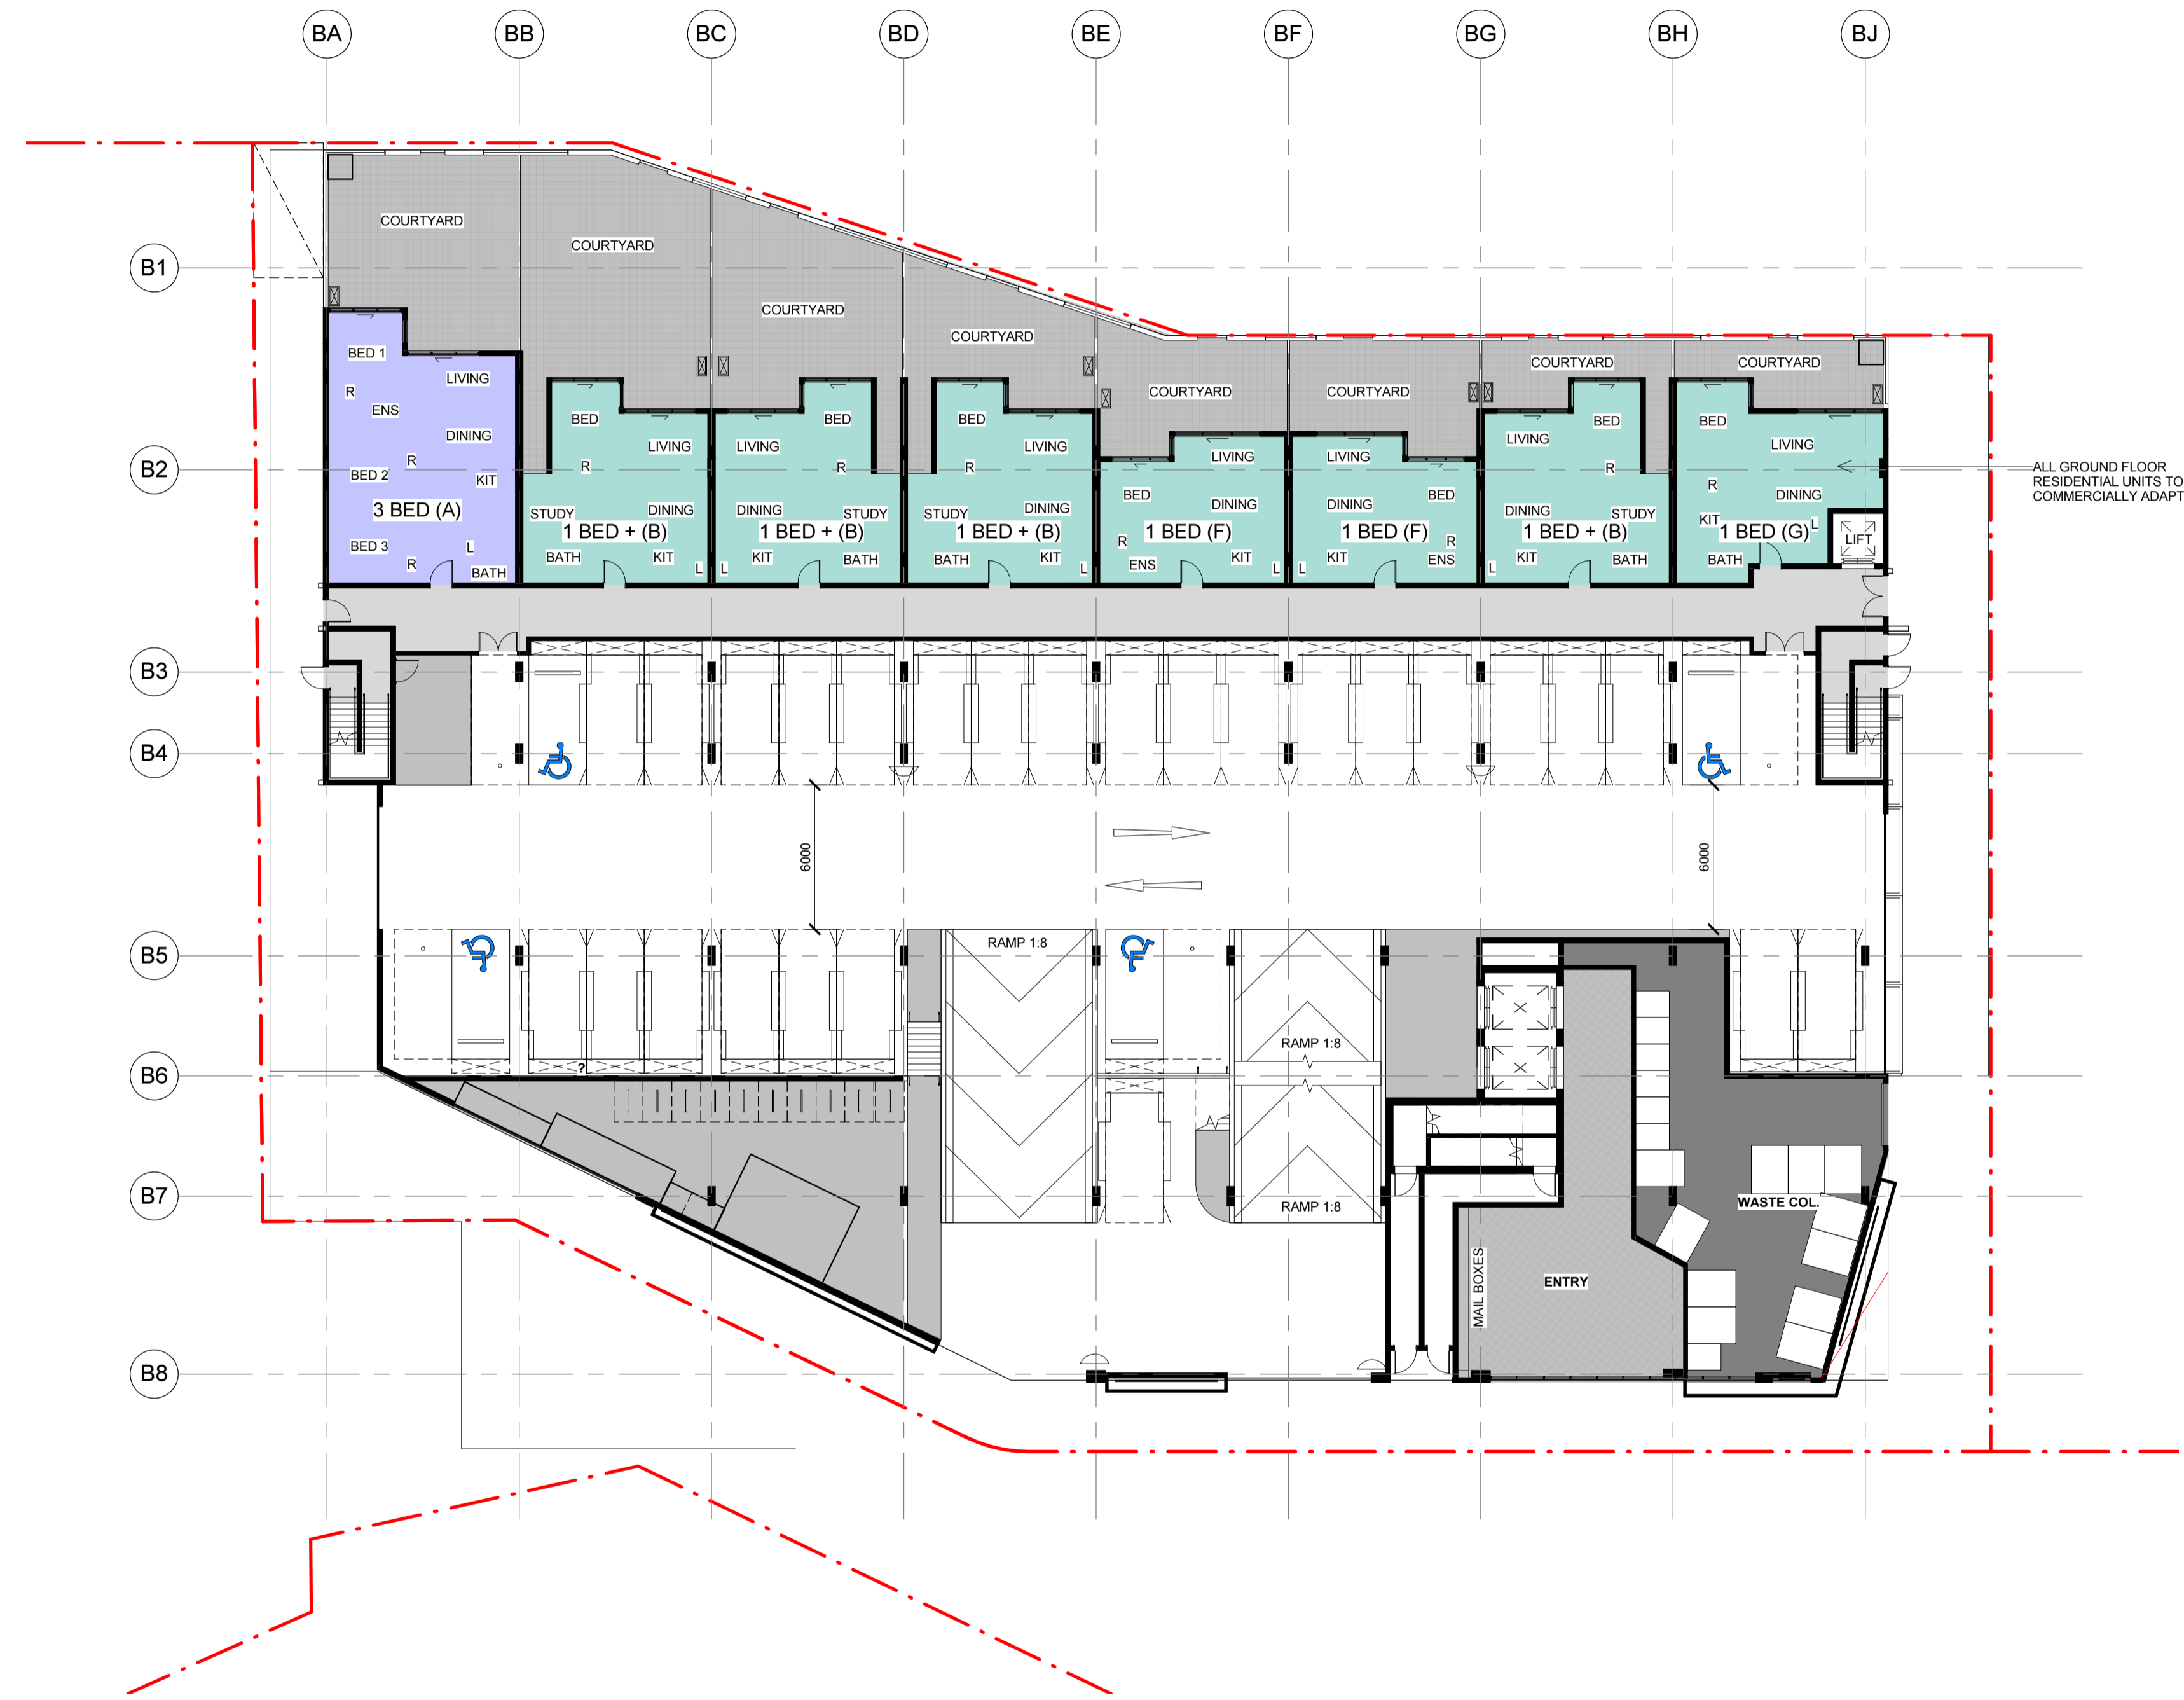 BA
BB
BC
BD
BE
BF
BG
BH
BJ
B1
B2
B3
B4
B5
B6
B7
B8
COURTYARD
COURTYARD
COURTYARD
COURTYARD
COURTYARD
COURTYARD
COURTYARD
COURTYARD
BED 1
LIVING
R
ENS
DINING
R
BED 2
KIT
3 BED (A)
BED 3
L
R
BATH
BED
LIVING
R
STUDY
DINING
1 BED + (B)
BATH
KIT
L
LIVING
BED
R
DINING
STUDY
1 BED + (B)
KIT
BATH
L
BED
LIVING
R
STUDY
DINING
1 BED + (B)
BATH
KIT
L
LIVING
BED
DINING
1 BED (F)
R
ENS
KIT
L
LIVING
BED
DINING
1 BED (F)
R
KIT
ENS
L
BED
LIVING
R
DINING
STUDY
1 BED + (B)
KIT
BATH
L
BED
LIVING
R
DINING
KIT
L
1 BED (G)
BATH
LIFT
ALL GROUND FLOOR
RESIDENTIAL UNITS TO
COMMERCIALLY ADAPT
6000
6000
RAMP 1:8
RAMP 1:8
RAMP 1:8
?
WASTE COL.
MAIL BOXES
ENTRY